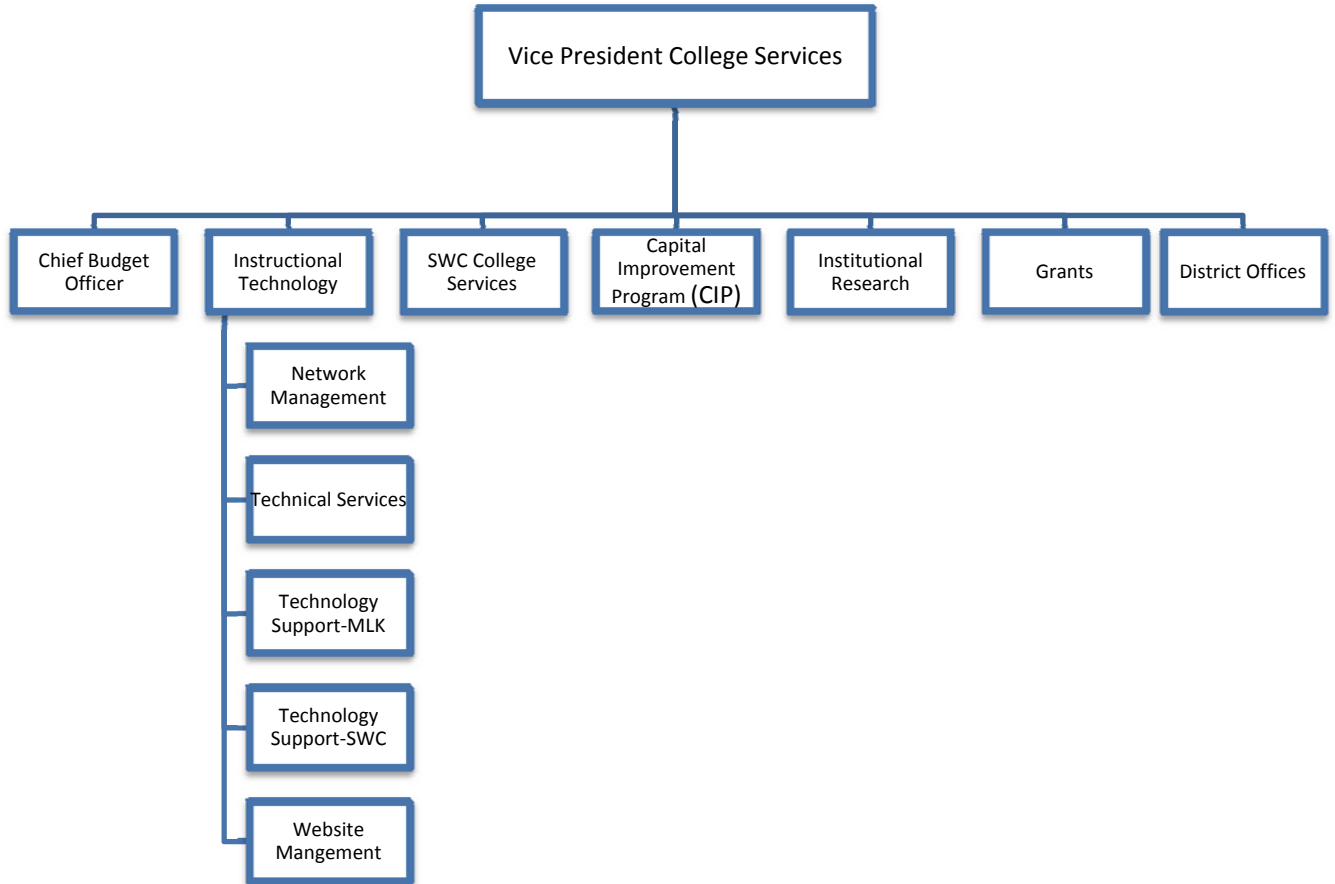 Vice President College Services
Chief Budget
Officer
Instructional
Technology
SWC College
Services
Capital
Improvement
Program (CIP)
Institutional
Research
Grants
District Offices
Network
Management
Technical Services
Technology
Support-MLK
Technology
Support-SWC
Website
Mangement